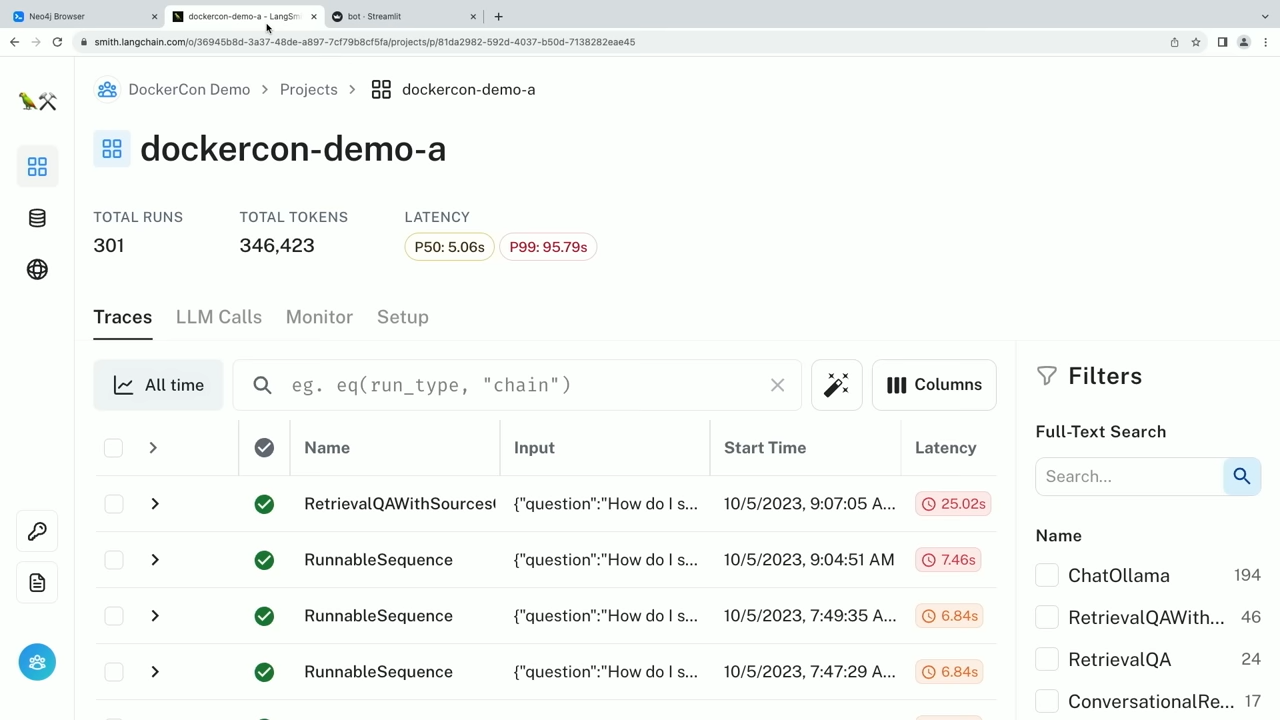 Neo4j Browser
dockercon-demo-a - LangSm
bot · Streamlit
smith.langchain.com/o/36945b8d-3a37-48de-a897-7cf79b8cf5fa/projects/p/81da2982-592d-4037-b50d-7138282eae45
DockerCon Demo > Projects > dockercon-demo-a
dockercon-demo-a
TOTAL RUNS TOTAL TOKENS LATENCY
301 346,423 P50: 5.06s P99: 95.79s
Traces LLM Calls Monitor Setup
All time eg. eq(run_type, "chain") Columns
Name Input Start Time Latency
RetrievalQAWithSources {"question":"How do I s... 10/5/2023, 9:07:05 A... 25.02s
RunnableSequence {"question":"How do I s... 10/5/2023, 9:04:51 AM 7.46s
RunnableSequence {"question":"How do I s... 10/5/2023, 7:49:35 A... 6.84s
RunnableSequence {"question":"How do I s... 10/5/2023, 7:47:29 A... 6.84s
Filters
Full-Text Search
Search...
Name
ChatOllama 194
RetrievalQAWith... 46
RetrievalQA 24
ConversationalRe... 17